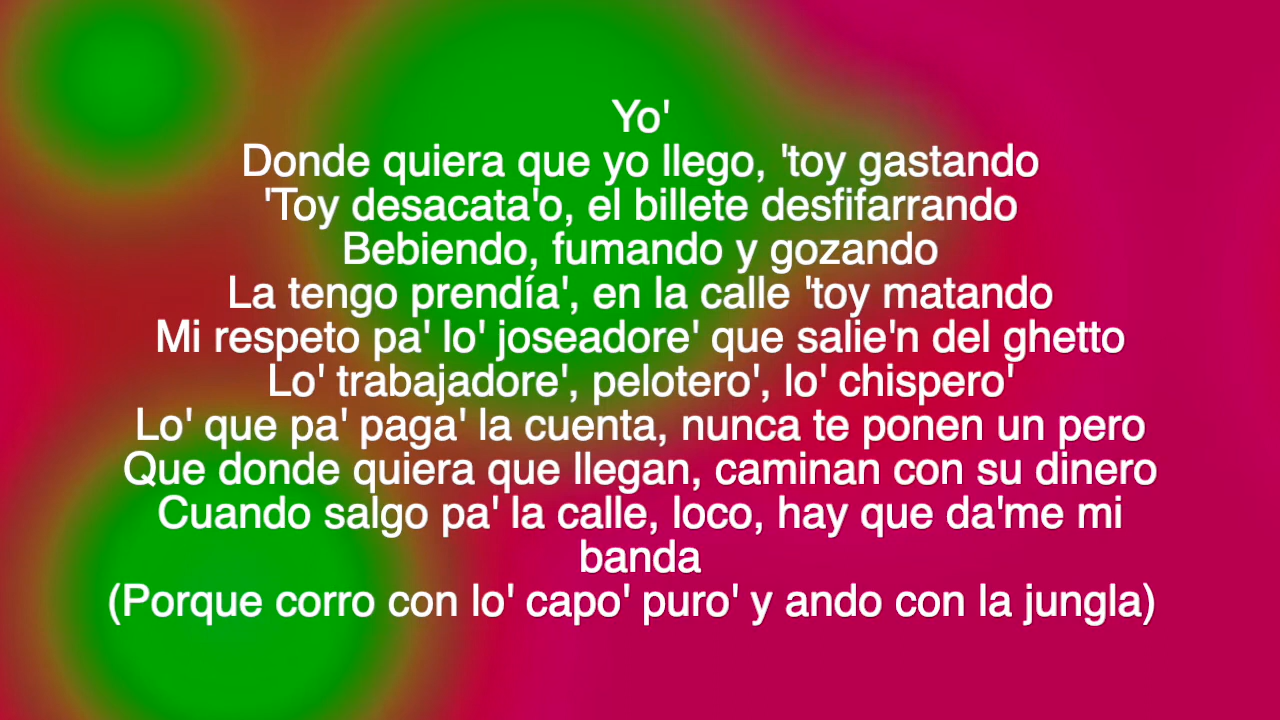 Yo'
Donde quiera que yo llego, 'toy gastando
'Toy desacata'o, el billete desfifarrando
Bebiendo, fumando y gozando
La tengo prendía', en la calle 'toy matando
Mi respeto pa' lo' joseadore' que salie'n del ghetto
Lo' trabajadore', pelotero', lo' chispero'
Lo' que pa' paga' la cuenta, nunca te ponen un pero
Que donde quiera que llegan, caminan con su dinero
Cuando salgo pa' la calle, loco, hay que da'me mi
banda
(Porque corro con lo' capo' puro' y ando con la jungla)